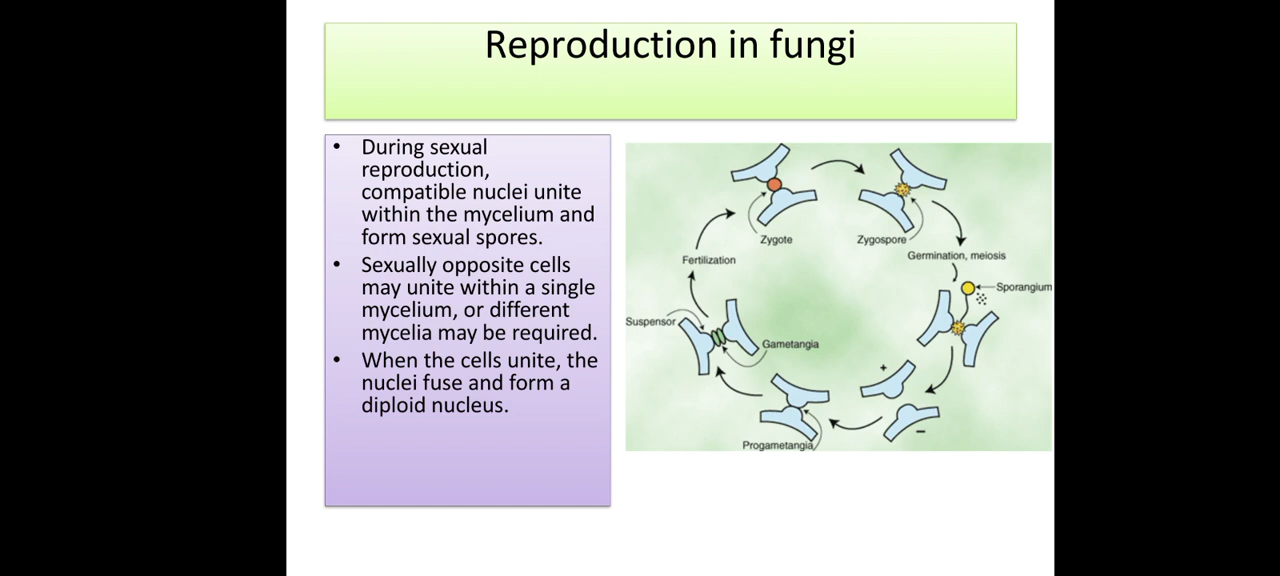 Reproduction in fungi
• During sexual
reproduction,
compatible nuclei unite
within the mycelium and
form sexual spores.
• Sexually opposite cells
may unite within a single
mycelium, or different
mycelia may be required.
• When the cells unite, the
nuclei fuse and form a
diploid nucleus.
Zygote
Zygospore
Fertilization
Germination, meiosis
Sporangium
Suspensor
Gametangia
+
−
Progametangia